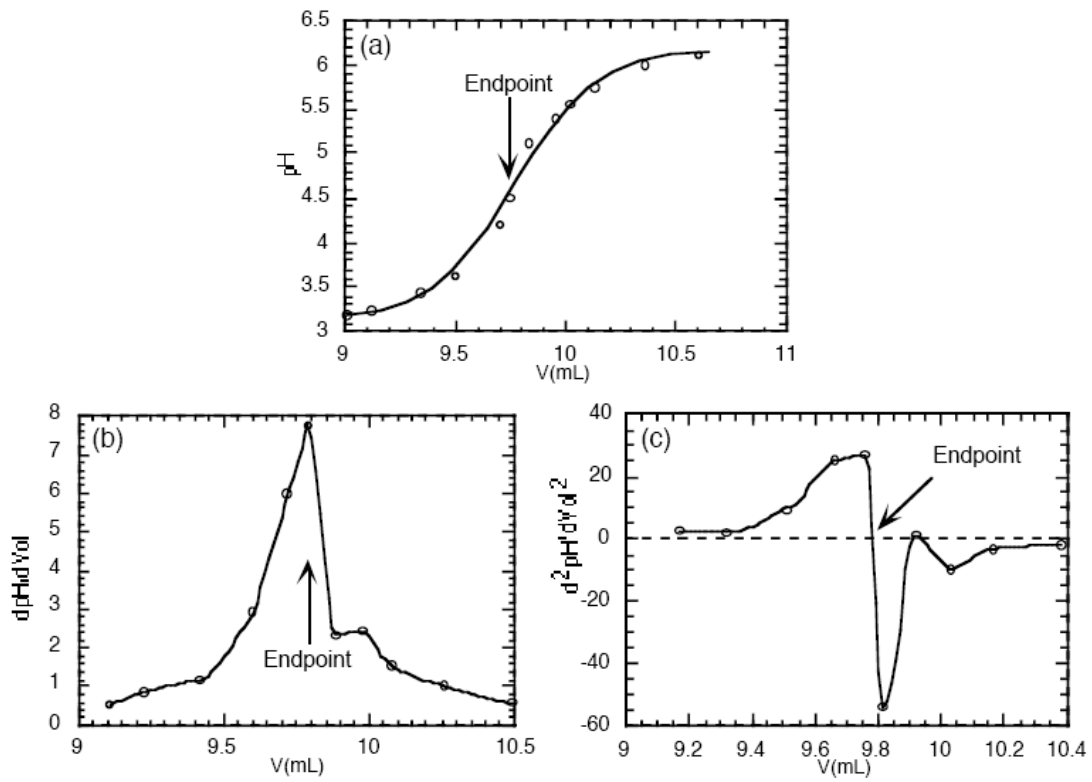 (a)
Endpoint
pH
6.5
6
5.5
5
4.5
4
3.5
3
9 9.5 10 10.5 11
V(mL)
(b)
Endpoint
dpH/dVol
8
7
6
5
4
3
2
1
0
9 9.5 10 10.5
V(mL)
(c)
Endpoint
d²pH/dVol²
40
20
0
-20
-40
-60
9 9.2 9.4 9.6 9.8 10 10.2 10.4
V(mL)